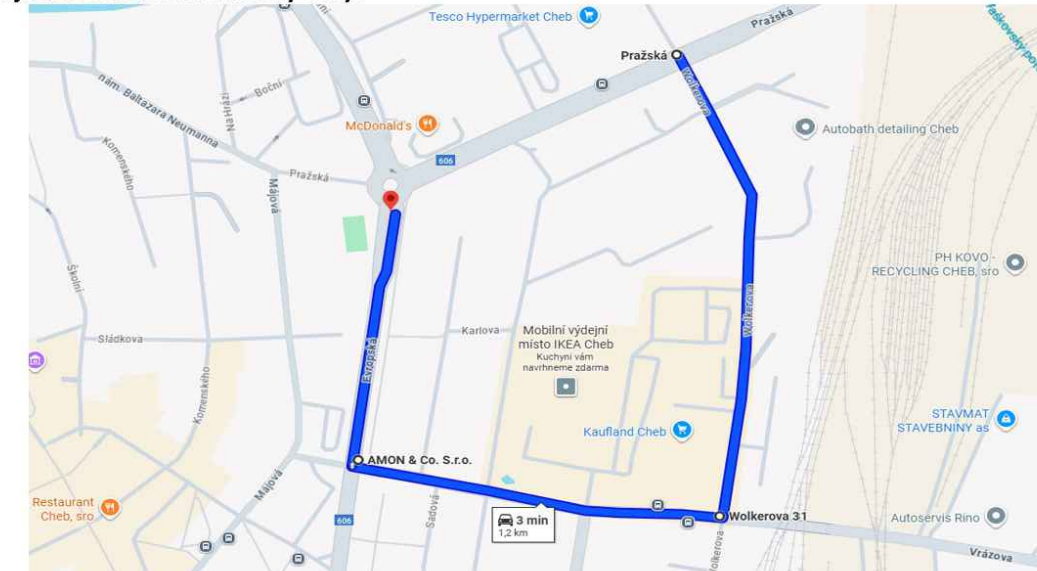 Tesco Hypermarket Cheb
Pražská
Pražská
Wolkerova
nám. Baltazara Neumanna
Boční
Na Hrázi
McDonald's
Autobath detailing Cheb
606
Komenského
Pražská
Májová
PH KOVO -
RECYCLING CHEB, sro
Školní
Sládkova
Karlova
Wolkerova
Mobilní výdejní
místo IKEA Cheb
Kuchyni vám
navrhneme zdarma
Evropská
Komenského
STAVMAT
STAVEBNINY as
Kaufland Cheb
AMON & Co. S.r.o.
Májová
Sadová
Restaurant
Cheb, sro
606
3 min
1,2 km
Wolkerova 31
Autoservis Rino
Wolkerova
Vrázova